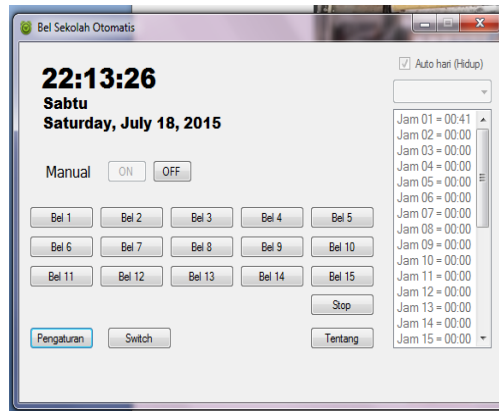 Bel Sekolah Otomatis
22:13:26
Sabtu
Saturday, July 18, 2015
Manual ON OFF
Bel 1 Bel 2 Bel 3 Bel 4 Bel 5
Bel 6 Bel 7 Bel 8 Bel 9 Bel 10
Bel 11 Bel 12 Bel 13 Bel 14 Bel 15
Stop
Pengaturan Switch Tentang
Auto hari (Hidup)
Jam 01 = 00:41
Jam 02 = 00:00
Jam 03 = 00:00
Jam 04 = 00:00
Jam 05 = 00:00
Jam 06 = 00:00
Jam 07 = 00:00
Jam 08 = 00:00
Jam 09 = 00:00
Jam 10 = 00:00
Jam 11 = 00:00
Jam 12 = 00:00
Jam 13 = 00:00
Jam 14 = 00:00
Jam 15 = 00:00